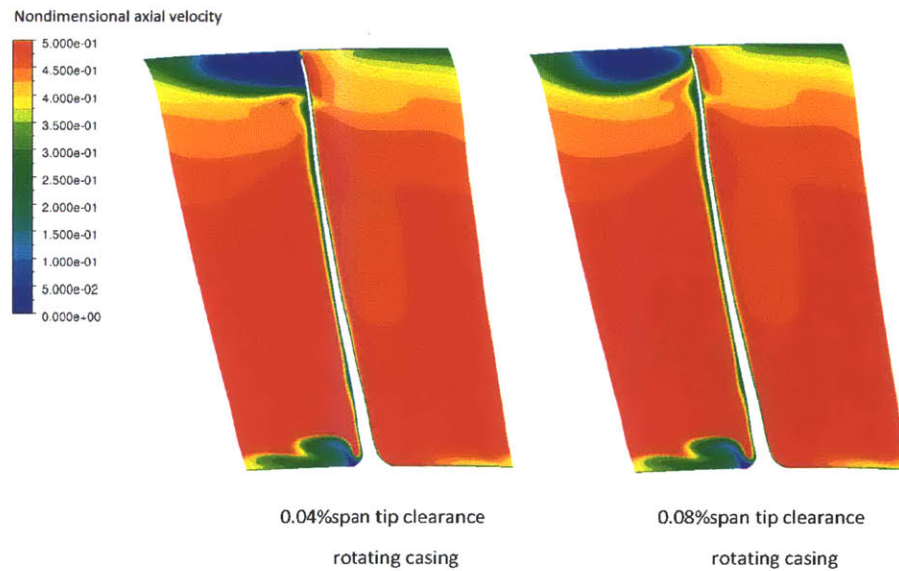 Nondimensional axial velocity
5.000e-01
4.500e-01
4.000e-01
3.500e-01
3.000e-01
2.500e-01
2.000e-01
1.500e-01
1.000e-01
5.000e-02
0.000e+00
0.04%span tip clearance
rotating casing
0.08%span tip clearance
rotating casing